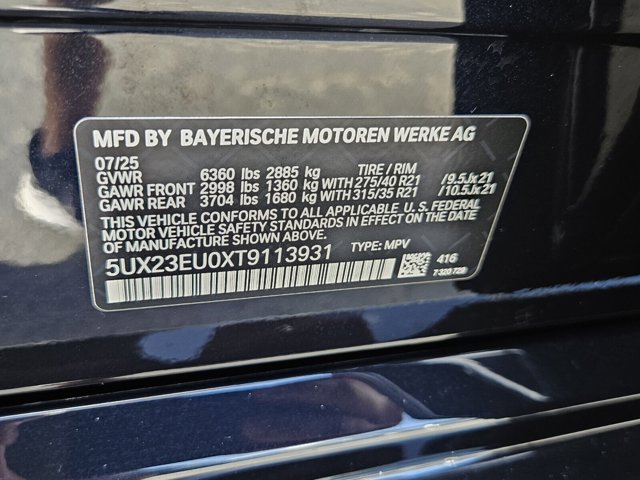 MFD BY BAYERISCHE MOTOREN WERKE AG
07/25
GVWR 6360 lbs 2885 kg TIRE / RIM
GAWR FRONT 2998 lbs 1360 kg WITH 275/40 R21 /9.5Jx21
GAWR REAR 3704 lbs 1680 kg WITH 315/35 R21 /10.5Jx21
THIS VEHICLE CONFORMS TO ALL APPLICABLE U. S. FEDERAL
MOTOR VEHICLE SAFETY STANDARDS IN EFFECT ON THE DATE
OF MANUFACTURE SHOWN ABOVE.
5UX23EU0XT9113931 TYPE: MPV
416
7 320 729